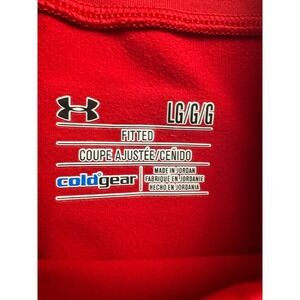 LG/G/G
FITTED
COUPE AJUSTÉE/CEÑIDO
coldgear
MADE IN JORDAN
FABRIQUÉ EN JORDANIE
HECHO EN JORDANIA